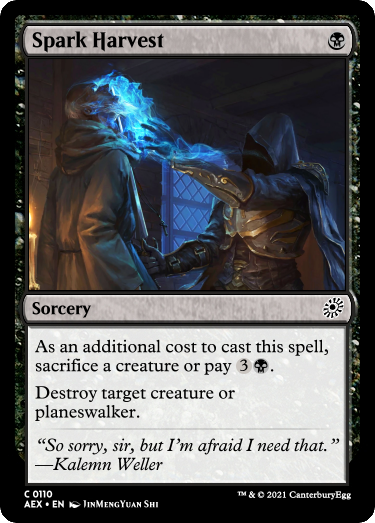 Spark Harvest
Sorcery
As an additional cost to cast this spell,
sacrifice a creature or pay 3.
Destroy target creature or
planeswalker.
“So sorry, sir, but I’m afraid I need that.”
—Kalemn Weller
C 0110
AEX • EN JinMengYuan Shi
™ & © 2021 CanterburyEgg